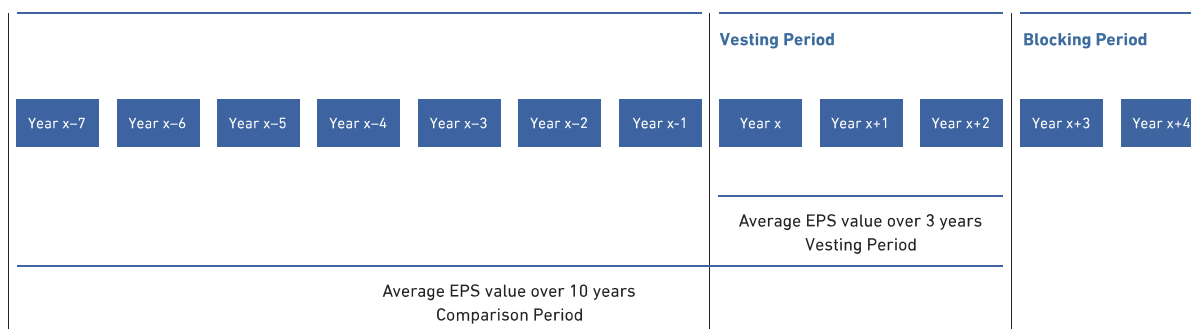 Vesting Period
Blocking Period
Year x–7
Year x–6
Year x–5
Year x–4
Year x–3
Year x–2
Year x-1
Year x
Year x+1
Year x+2
Year x+3
Year x+4
Average EPS value over 3 years
Vesting Period
Average EPS value over 10 years
Comparison Period